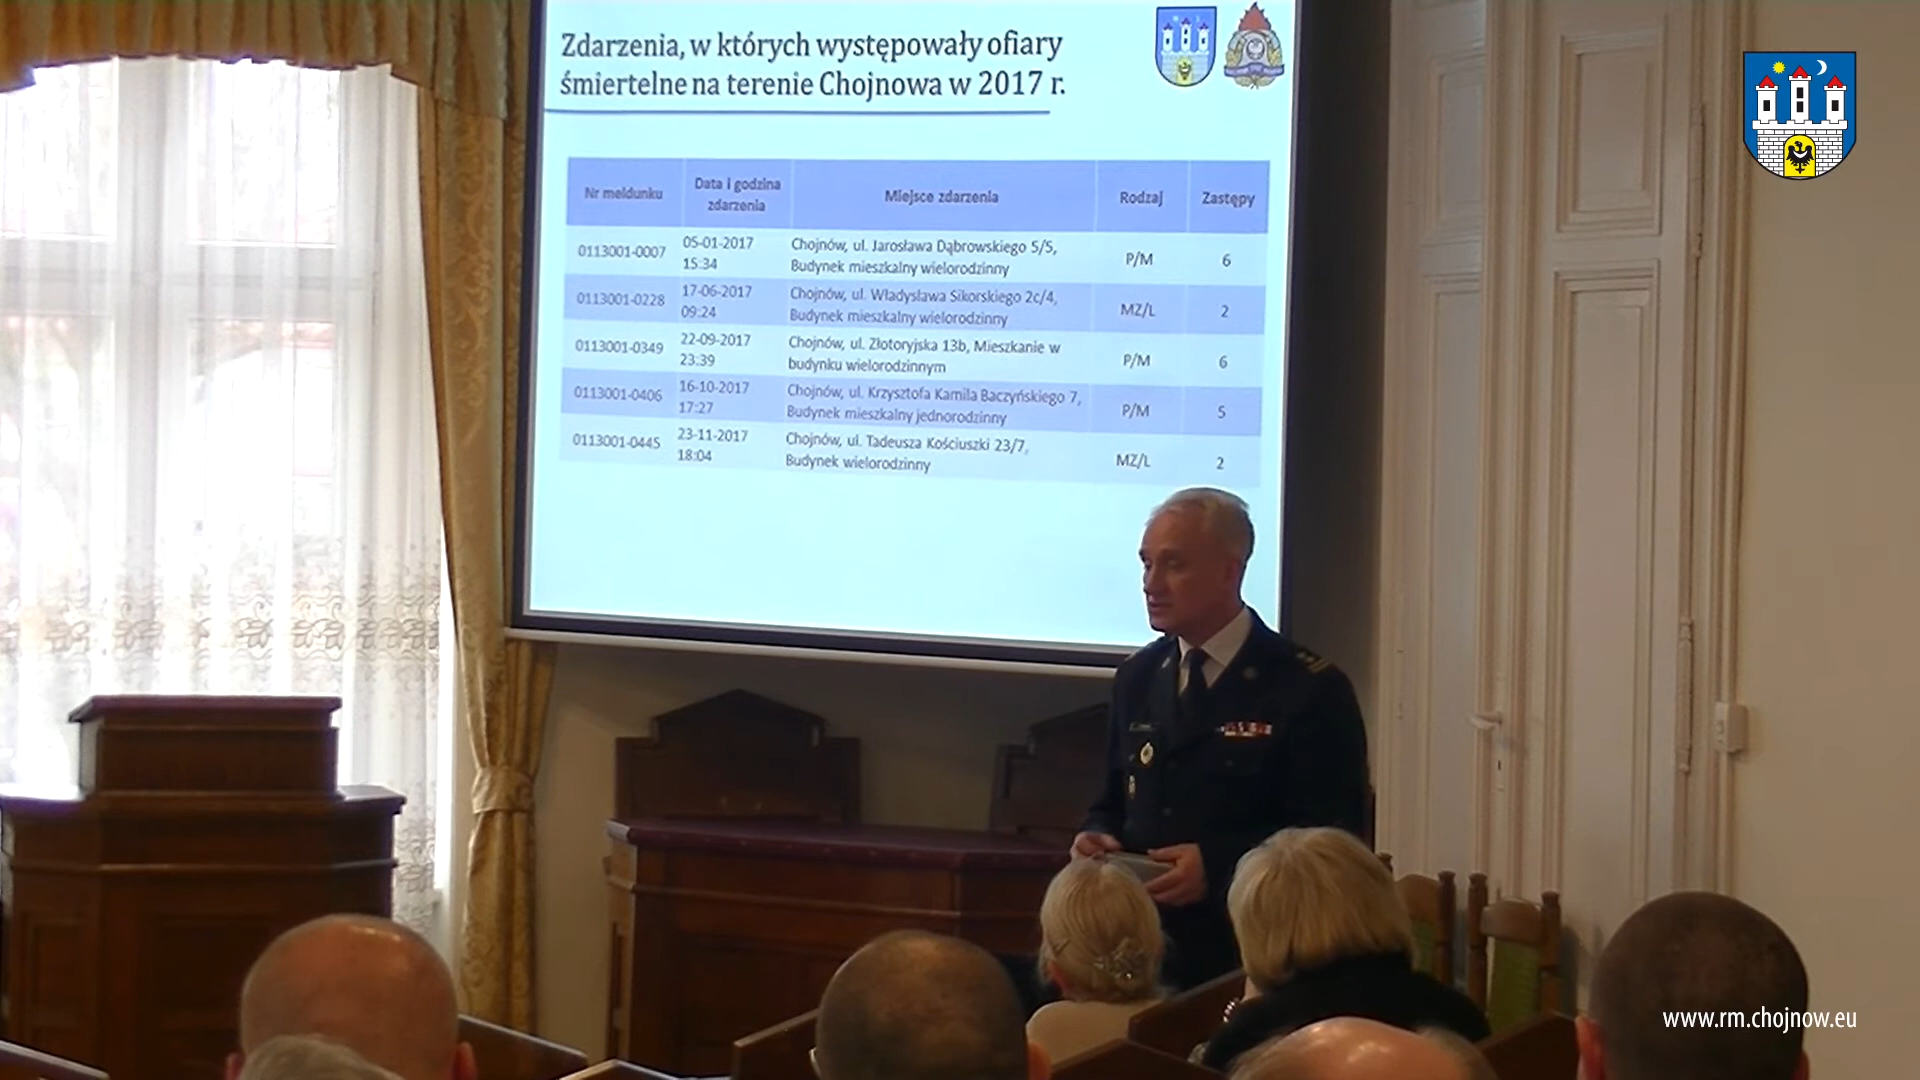 Zdarzenia, w których występowały ofiary
śmiertelne na terenie Chojnowa w 2017 r.
Nr meldunku
Data i godzina
zdarzenia
Miejsce zdarzenia
Rodzaj
Zastępy
0113001-0007
05-01-2017
15:34
Chojnów, ul. Jarosława Dąbrowskiego 5/5,
Budynek mieszkalny wielorodzinny
P/M
6
0113001-0228
17-06-2017
09:24
Chojnów, ul. Władysława Sikorskiego 2c/4,
Budynek mieszkalny wielorodzinny
MZ/L
2
0113001-0349
22-09-2017
23:39
Chojnów, ul. Złotoryjska 13b, Mieszkanie w
budynku wielorodzinnym
P/M
6
0113001-0406
16-10-2017
17:27
Chojnów, ul. Krzysztofa Kamila Baczyńskiego 7,
Budynek mieszkalny jednorodzinny
P/M
5
0113001-0445
23-11-2017
18:04
Chojnów, ul. Tadeusza Kościuszki 23/7,
Budynek wielorodzinny
MZ/L
2
www.rm.chojnow.eu